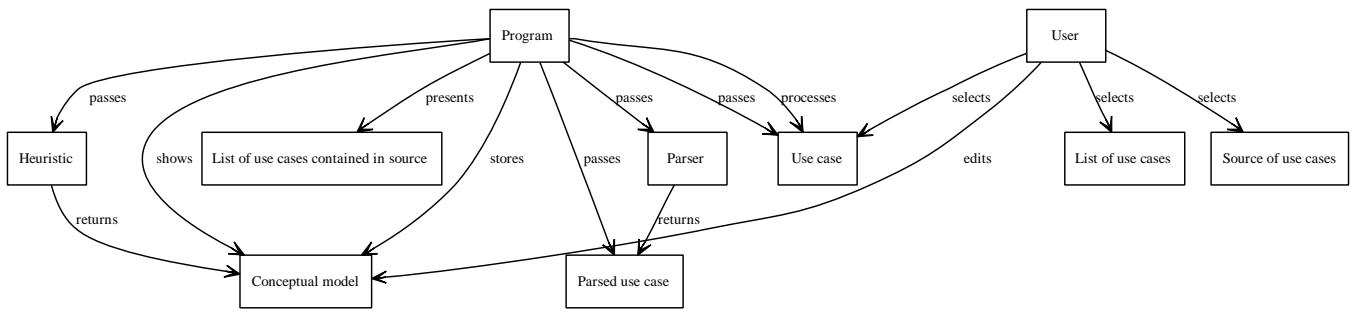 Program
User
passes
presents
passes
passes
processes
selects
selects
selects
Heuristic
shows
List of use cases contained in source
stores
passes
Parser
Use case
edits
List of use cases
Source of use cases
returns
returns
Conceptual model
Parsed use case